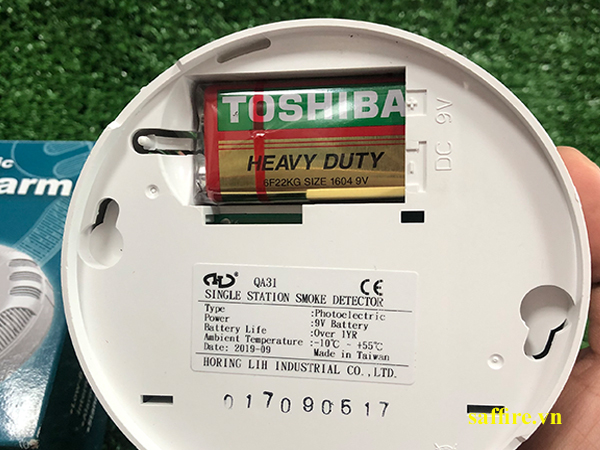 ic
arm
TOSHIBA
HEAVY DUTY
6F22KG SIZE 1604 9V
+
-
DC 9V
QA31
CE
SINGLE STATION SMOKE DETECTOR
Type :Photoelectric
Power :9V Battery
Battery Life :Over 1YR
Ambient Temperature :-10℃ - +55℃
Date: 2019-09 Made in Taiwan
HORING LIH INDUSTRIAL CO.,LTD.
017090517
saffire.vn